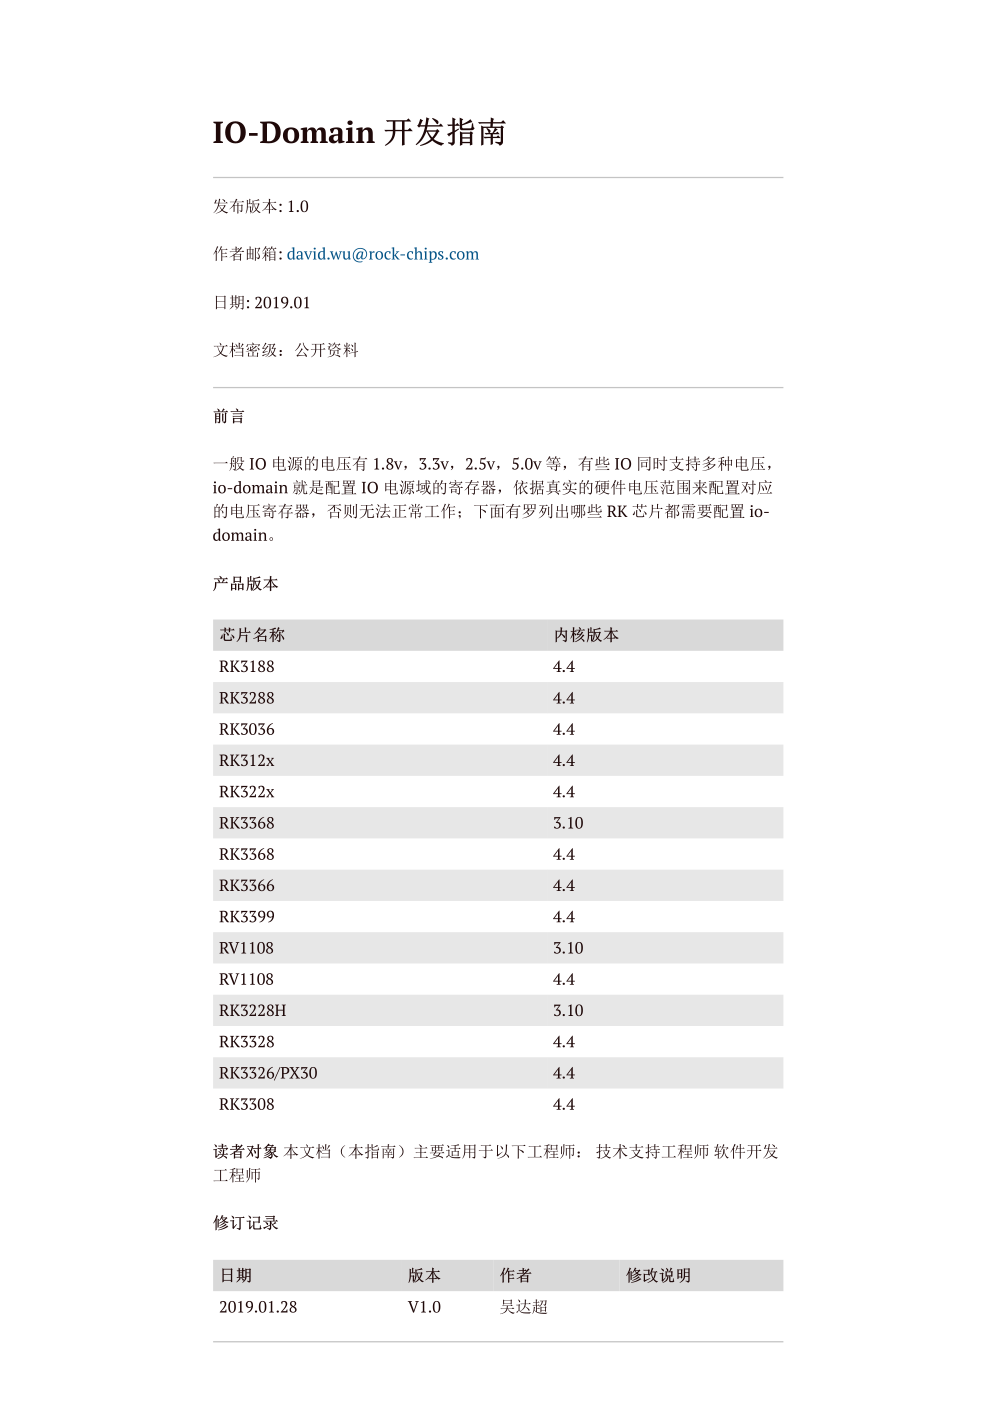 IO-Domain 开发指南
发布版本: 1.0
作者邮箱: david.wu@rock-chips.com
日期: 2019.01
文档密级：公开资料
前言
一般 IO 电源的电压有 1.8v，3.3v，2.5v，5.0v 等，有些 IO 同时支持多种电压，
io-domain 就是配置 IO 电源域的寄存器，依据真实的硬件电压范围来配置对应
的电压寄存器，否则无法正常工作；下面有罗列出哪些 RK 芯片都需要配置 io-
domain。
产品版本
芯片名称 内核版本
RK3188 4.4
RK3288 4.4
RK3036 4.4
RK312x 4.4
RK322x 4.4
RK3368 3.10
RK3368 4.4
RK3366 4.4
RK3399 4.4
RV1108 3.10
RV1108 4.4
RK3228H 3.10
RK3328 4.4
RK3326/PX30 4.4
RK3308 4.4
读者对象 本文档（本指南）主要适用于以下工程师： 技术支持工程师 软件开发
工程师
修订记录
日期 版本 作者 修改说明
2019.01.28 V1.0 吴达超